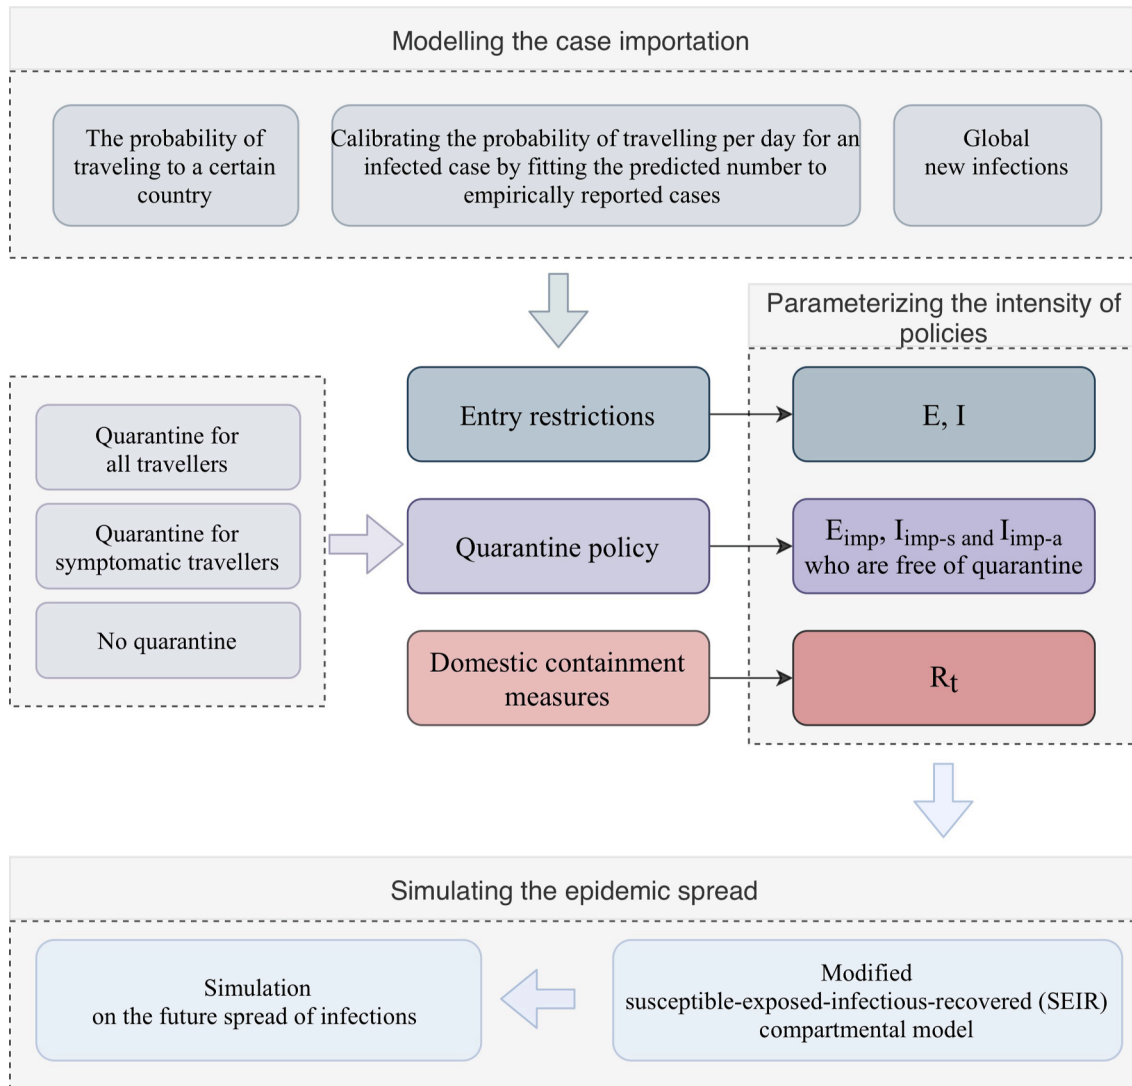 Modelling the case importation
The probability of
traveling to a certain
country
Calibrating the probability of travelling per day for an
infected case by fitting the predicted number to
empirically reported cases
Global
new infections
Parameterizing the intensity of
policies
Quarantine for
all travellers
Quarantine for
symptomatic travellers
No quarantine
Entry restrictions
E, I
Quarantine policy
Eimp, Iimp-s and Iimp-a
who are free of quarantine
Domestic containment
measures
Rt
Simulating the epidemic spread
Simulation
on the future spread of infections
Modified
susceptible-exposed-infectious-recovered (SEIR)
compartmental model